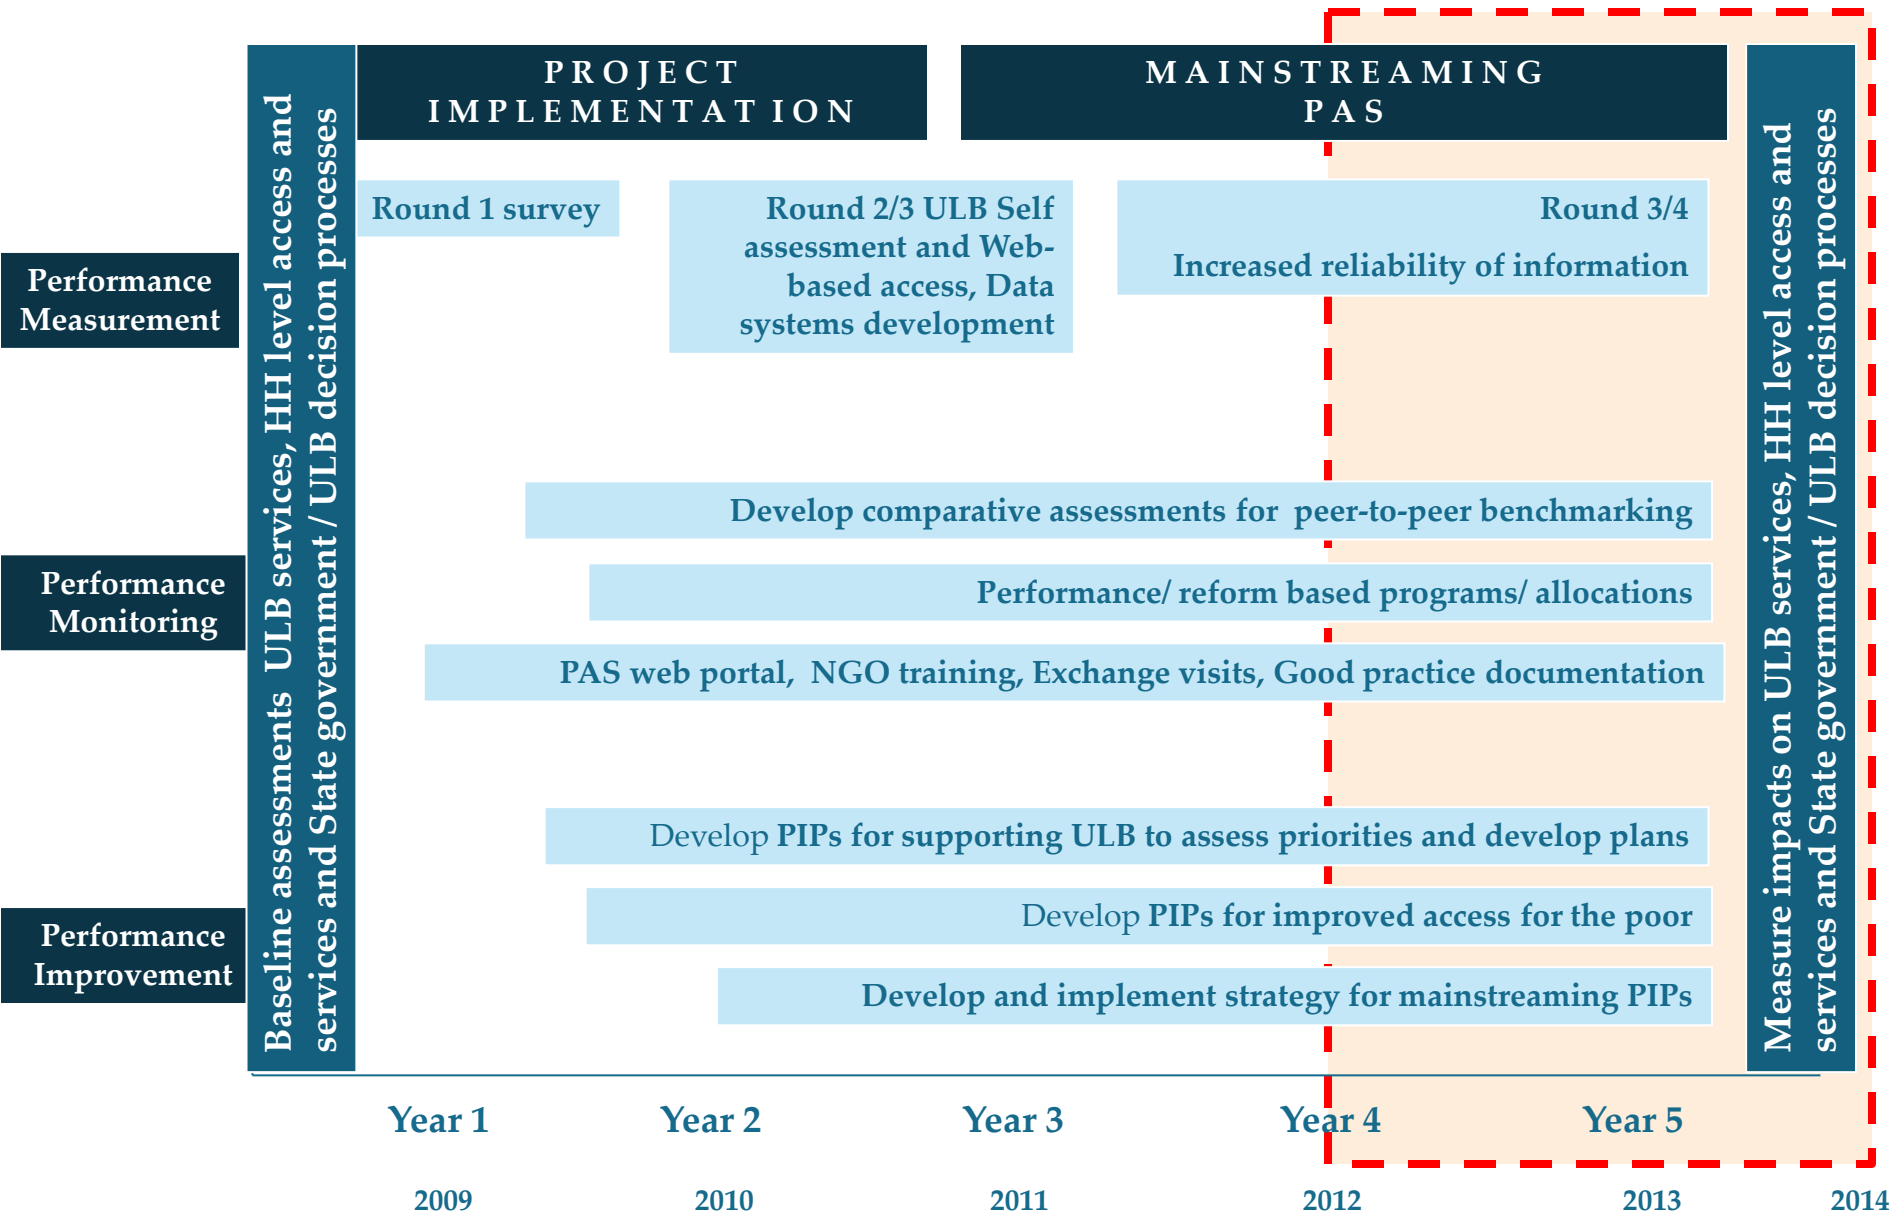 PROJECT
IMPLEMENTATION
MAINSTREAMING
PAS
Baseline assessments  ULB services, HH level access and
services and State government / ULB decision processes
Performance
Measurement
Round 1 survey
Round 2/3 ULB Self
assessment and Web-
based access, Data
systems development
Round 3/4
Increased reliability of information
Performance
Monitoring
Develop comparative assessments for  peer-to-peer benchmarking
Performance/ reform based programs/ allocations
PAS web portal,  NGO training, Exchange visits, Good practice documentation
Performance
Improvement
Develop PIPs for supporting ULB to assess priorities and develop plans
Develop PIPs for improved access for the poor
Develop and implement strategy for mainstreaming PIPs
Measure impacts on ULB services, HH level access and
services and State government / ULB decision processes
Year 1 Year 2 Year 3 Year 4 Year 5
2009 2010 2011 2012 2013 2014